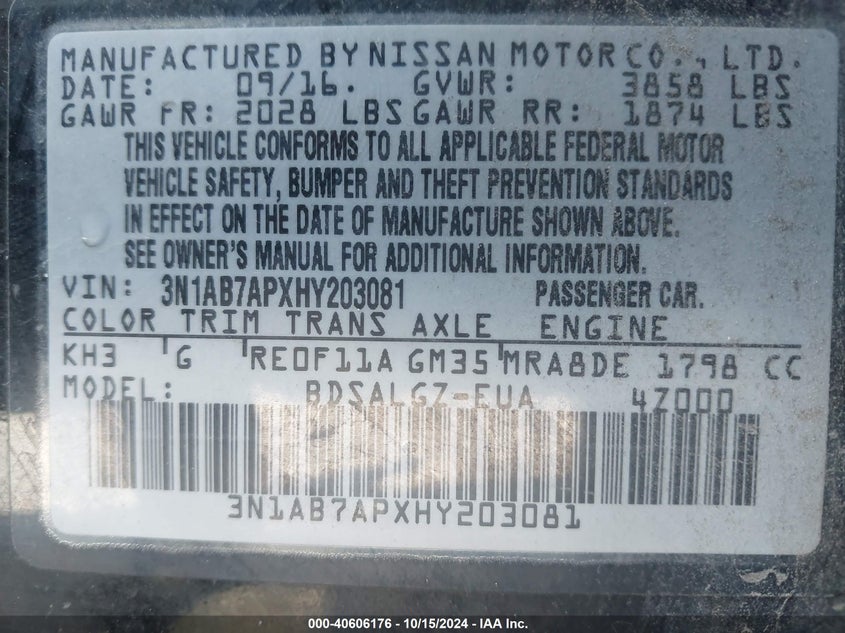 MANUFACTURED BY NISSAN MOTOR CO., LTD.
DATE: 09/16. GVWR: 3858 LBS
GAWR FR: 2028 LBS GAWR RR: 1874 LBS
THIS VEHICLE CONFORMS TO ALL APPLICABLE FEDERAL MOTOR
VEHICLE SAFETY, BUMPER AND THEFT PREVENTION STANDARDS
IN EFFECT ON THE DATE OF MANUFACTURE SHOWN ABOVE.
SEE OWNER'S MANUAL FOR ADDITIONAL INFORMATION.
VIN: 3N1AB7APXHY203081 PASSENGER CAR.
COLOR TRIM TRANS AXLE ENGINE
KH3 G RE0F11A GM35 MRA8DE 1798 CC
MODEL: BDSALGZ-EUA 4Z000
3N1AB7APXHY203081
000-40606176 - 10/15/2024 - IAA Inc.